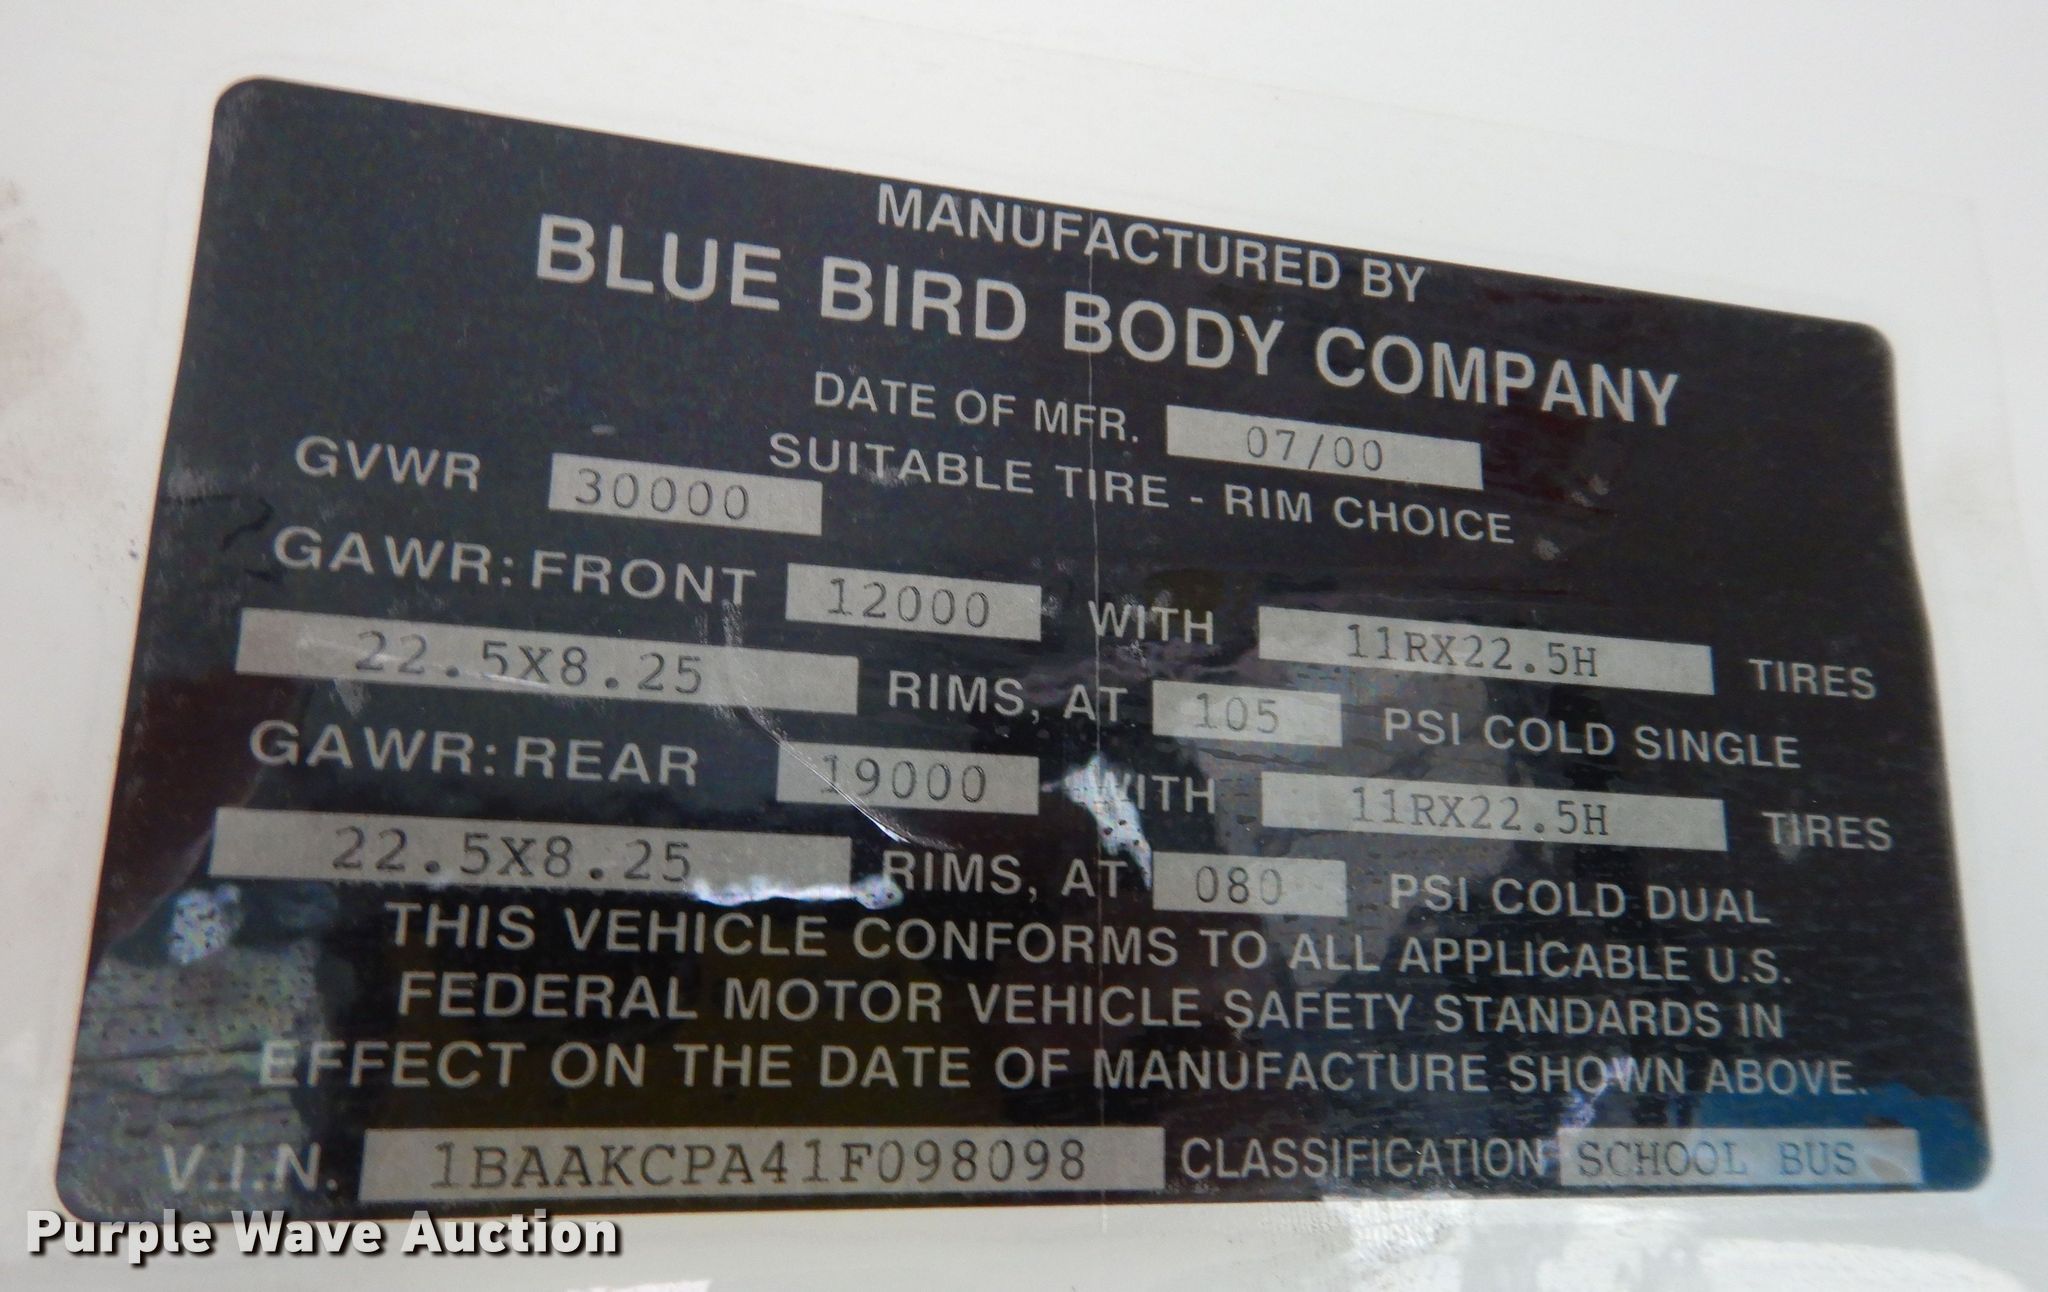 MANUFACTURED BY
BLUE BIRD BODY COMPANY
DATE OF MFR. 07/00
GVWR 30000 SUITABLE TIRE - RIM CHOICE
GAWR: FRONT 12000 WITH 11RX22.5H TIRES
22.5X8.25 RIMS, AT 105 PSI COLD SINGLE
GAWR: REAR 19000 WITH 11RX22.5H TIRES
22.5X8.25 RIMS, AT 080 PSI COLD DUAL
THIS VEHICLE CONFORMS TO ALL APPLICABLE U.S.
FEDERAL MOTOR VEHICLE SAFETY STANDARDS IN
EFFECT ON THE DATE OF MANUFACTURE SHOWN ABOVE.
V.I.N. 1BAAKCPA41F098098 CLASSIFICATION SCHOOL BUS
Purple Wave Auction